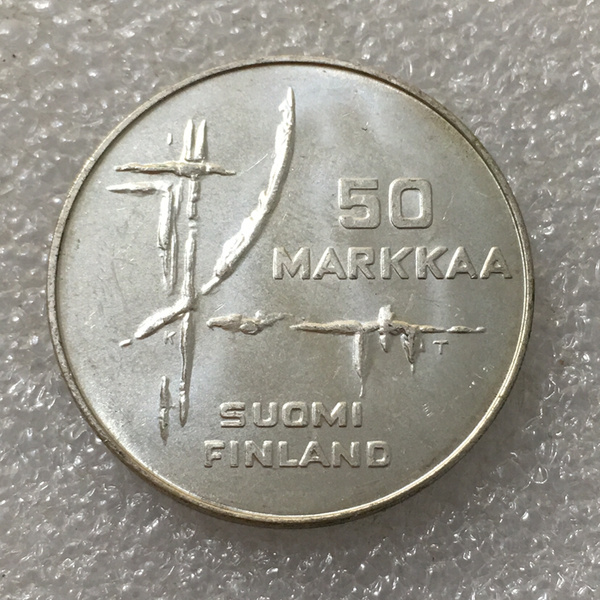 50
MARKKAA
K T
SUOMI
FINLAND